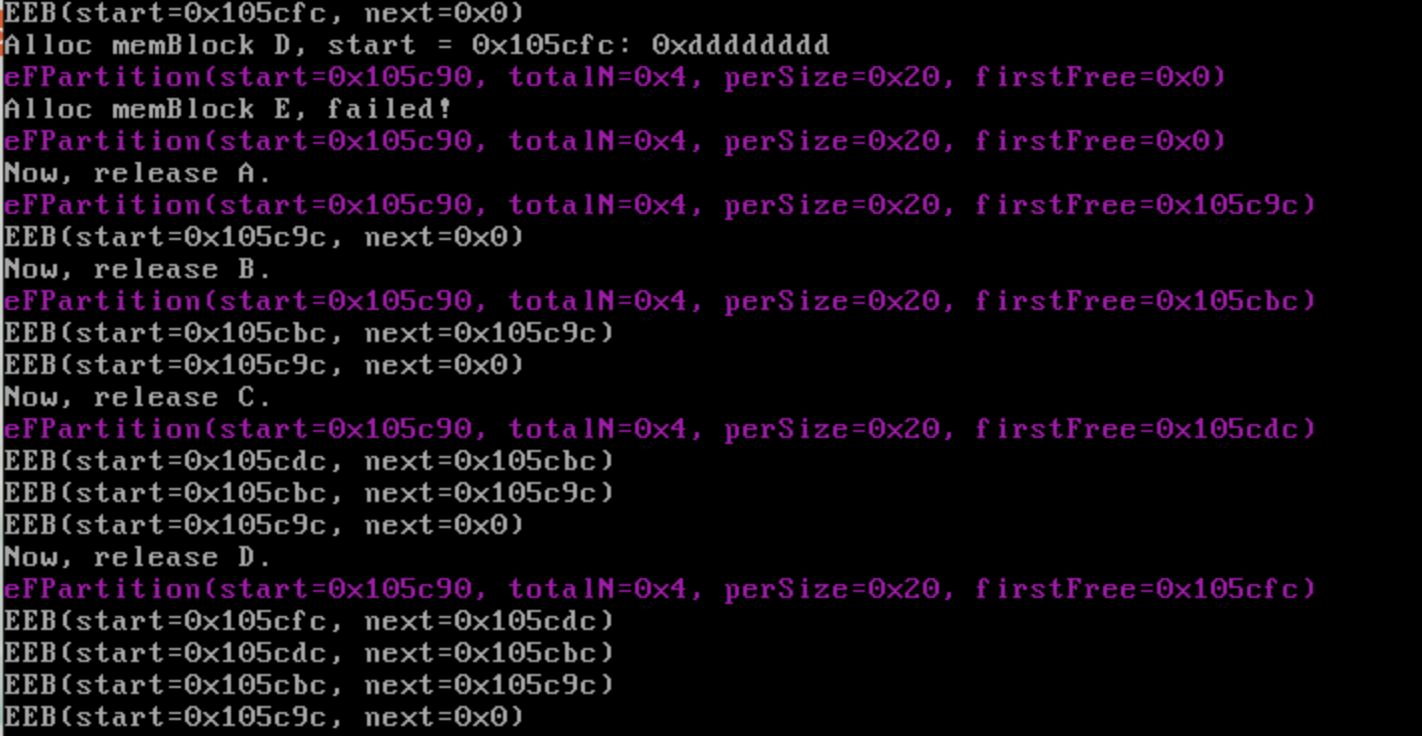 EEB(start=0x105cfc, next=0x0)
Alloc memBlock D, start = 0x105cfc: 0xdddddddd
eFPartition(start=0x105c90, totalN=0x4, perSize=0x20, firstFree=0x0)
Alloc memBlock E, failed!
eFPartition(start=0x105c90, totalN=0x4, perSize=0x20, firstFree=0x0)
Now, release A.
eFPartition(start=0x105c90, totalN=0x4, perSize=0x20, firstFree=0x105c9c)
EEB(start=0x105c9c, next=0x0)
Now, release B.
eFPartition(start=0x105c90, totalN=0x4, perSize=0x20, firstFree=0x105cbc)
EEB(start=0x105cbc, next=0x105c9c)
EEB(start=0x105c9c, next=0x0)
Now, release C.
eFPartition(start=0x105c90, totalN=0x4, perSize=0x20, firstFree=0x105cdc)
EEB(start=0x105cdc, next=0x105cbc)
EEB(start=0x105cbc, next=0x105c9c)
EEB(start=0x105c9c, next=0x0)
Now, release D.
eFPartition(start=0x105c90, totalN=0x4, perSize=0x20, firstFree=0x105cfc)
EEB(start=0x105cfc, next=0x105cdc)
EEB(start=0x105cdc, next=0x105cbc)
EEB(start=0x105cbc, next=0x105c9c)
EEB(start=0x105c9c, next=0x0)